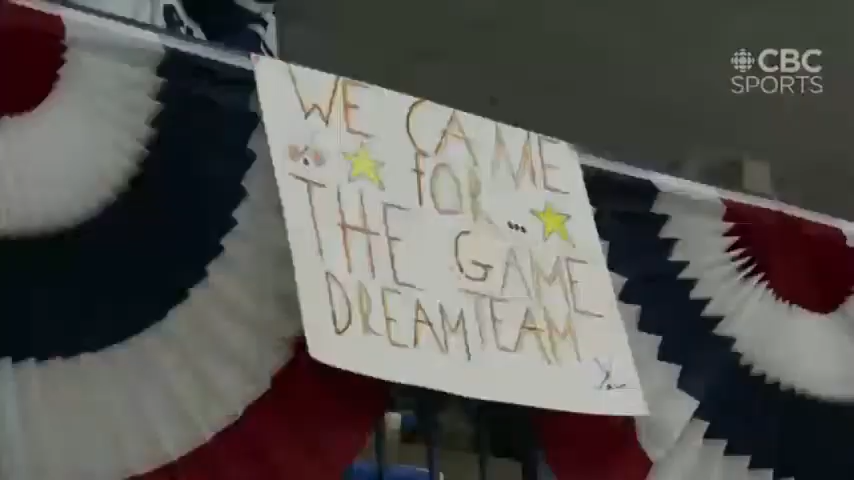 CBC
SPORTS
WE CAME
FOR...
THE GAME
DREAMTEAM